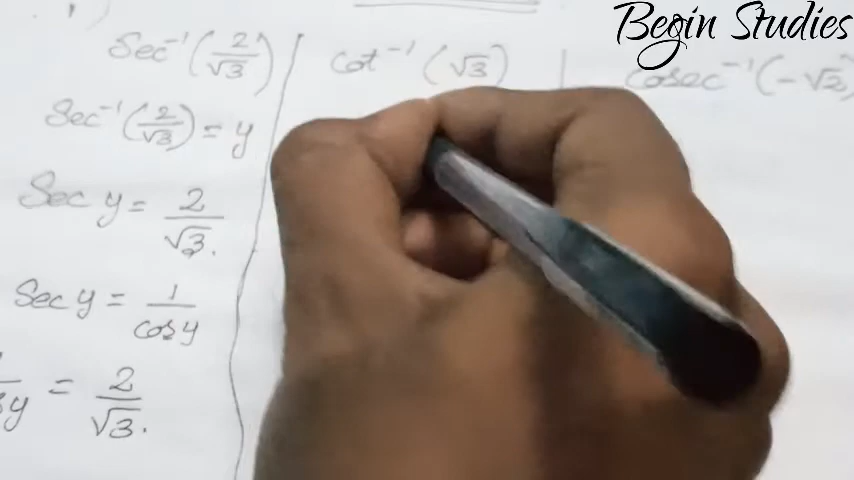 Begin Studies
Sec⁻¹(2/√3)
Sec⁻¹(2/√3) = y
Sec y = 2/√3.
Sec y = 1/cos y
y = 2/√3.
cot⁻¹(√3)
cosec⁻¹(-√2)